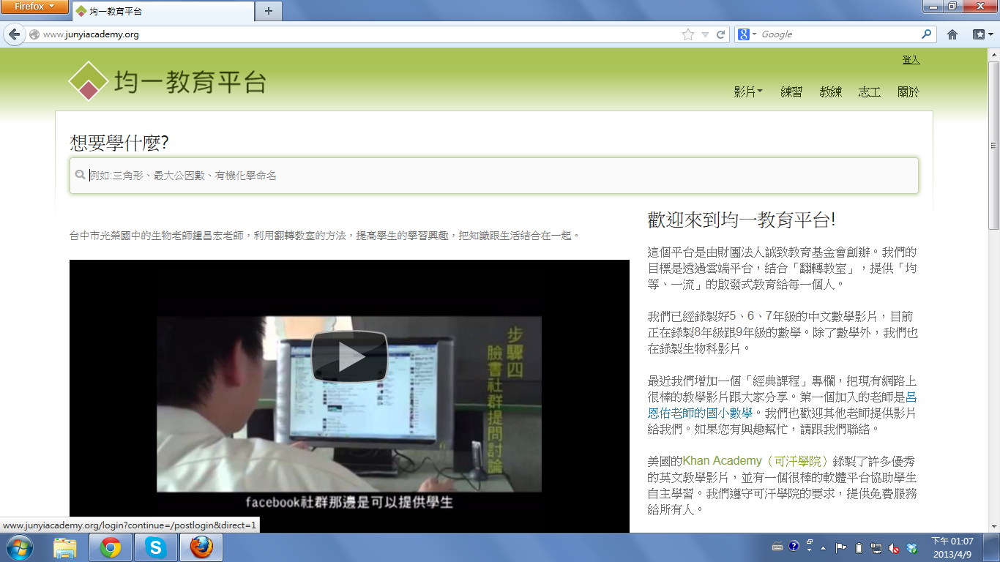 Firefox
均一教育平台
www.junyiacademy.org
Google
登入
均一教育平台
影片 練習 教練 志工 關於
想要學什麼?
例如:三角形、最大公因數、有機化學命名
台中市光榮國中的生物老師鍾昌宏老師，利用翻轉教室的方法，提高學生的學習興趣，把知識跟生活結合在一起。
步驟四
臉書社群提問討論
facebook社群那邊是可以提供學生
歡迎來到均一教育平台!
這個平台是由財團法人誠致教育基金會創辦。我們的
目標是透過雲端平台，結合「翻轉教室」，提供「均
等、一流」的啟發式教育給每一個人。
我們已經錄製好5、6、7年級的中文數學影片，目前
正在錄製8年級跟9年級的數學。除了數學外，我們也
在錄製生物科影片。
最近我們增加一個「經典課程」專欄，把現有網路上
很棒的教學影片跟大家分享。第一個加入的老師是呂
恩佑老師的國小數學。我們也歡迎其他老師提供影片
給我們。如果您有興趣幫忙，請跟我們聯絡。
美國的Khan Academy（可汗學院）錄製了許多優秀
的英文教學影片，並有一個很棒的軟體平台協助學生
自主學習。我們遵守可汗學院的要求，提供免費服務
給所有人。
www.junyiacademy.org/login?continue=/postlogin&direct=1
下午 01:07
2013/4/9